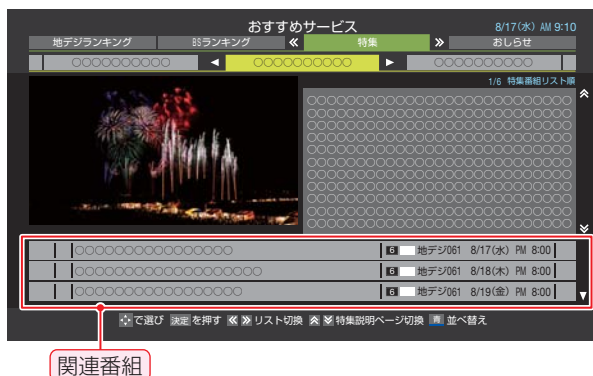 おすすめサービス
8/17(水) AM 9:10
地デジランキング BSランキング 特集 おしらせ
○○○○○○○○○○ ◀ ○○○○○○○○○○ ▶ ○○○○○○○○○○
1/6 特集番組リスト順
○○○○○○○○○○○○○○○○○○○○○○
○○○○○○○○○○○○○○○○○○○○○○
○○○○○○○○○○○○○○○○○○○○○○
○○○○○○○○○○○○○○○○○○○○○○
○○○○○○○○○○○○○○○○○○○○○○
○○○○○○○○○○○○○○○○○○○○○○
○○○○○○○○○○○○○○○○○○○○○○
○○○○○○○○○○○○○○○○○○○○○○
○○○○○○○○○○○○○○○○○○○○○○
○○○○○○○○○○○○○○○○○○○○○○
○○○○○○○○○○○○○○○○○○○○○○
○○○○○○○○○○○○○○○○ 6 地デジ061 8/17(水) PM 8:00
○○○○○○○○○○○○○○○○○○○ 6 地デジ061 8/18(木) PM 8:00
○○○○○○○○○○○○○○○○○ 6 地デジ061 8/19(金) PM 8:00
で選び 決定 を押す リスト切換 特集説明ページ切換 青 並べ替え
関連番組